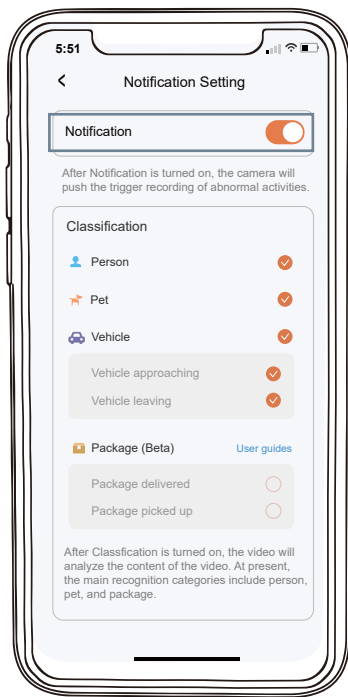 5:51
Notification Setting
Notification
After Notification is turned on, the camera will
push the trigger recording of abnormal activities.
Classification
Person
Pet
Vehicle
Vehicle approaching
Vehicle leaving
Package (Beta) User guides
Package delivered
Package picked up
After Classfication is turned on, the video will
analyze the content of the video. At present,
the main recognition categories include person,
pet, and package.